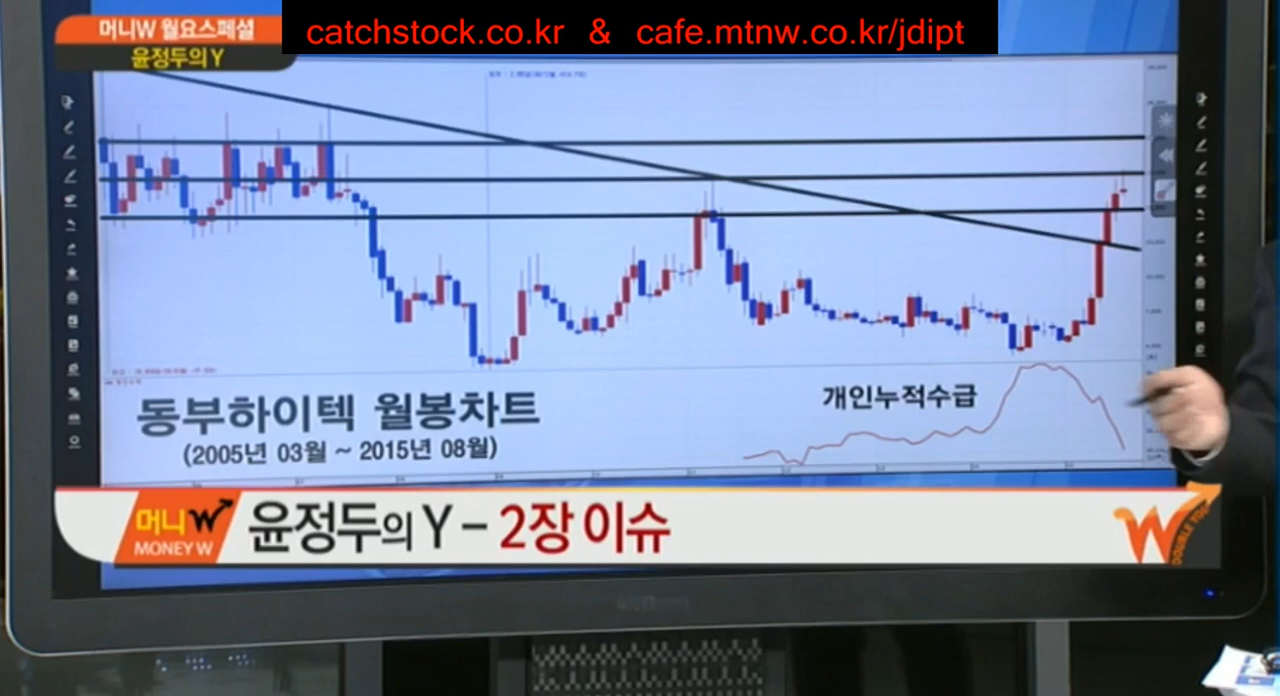 catchstock.co.kr & cafe.mtnw.co.kr/jdipt
머니W 월요스페셜
윤정두의 Y
동부하이텍 월봉차트
(2005년 03월 ~ 2015년 08월)
개인누적수급
머니W
MONEY W
윤정두의 Y – 2장 이슈
W
DOUBLE YOU